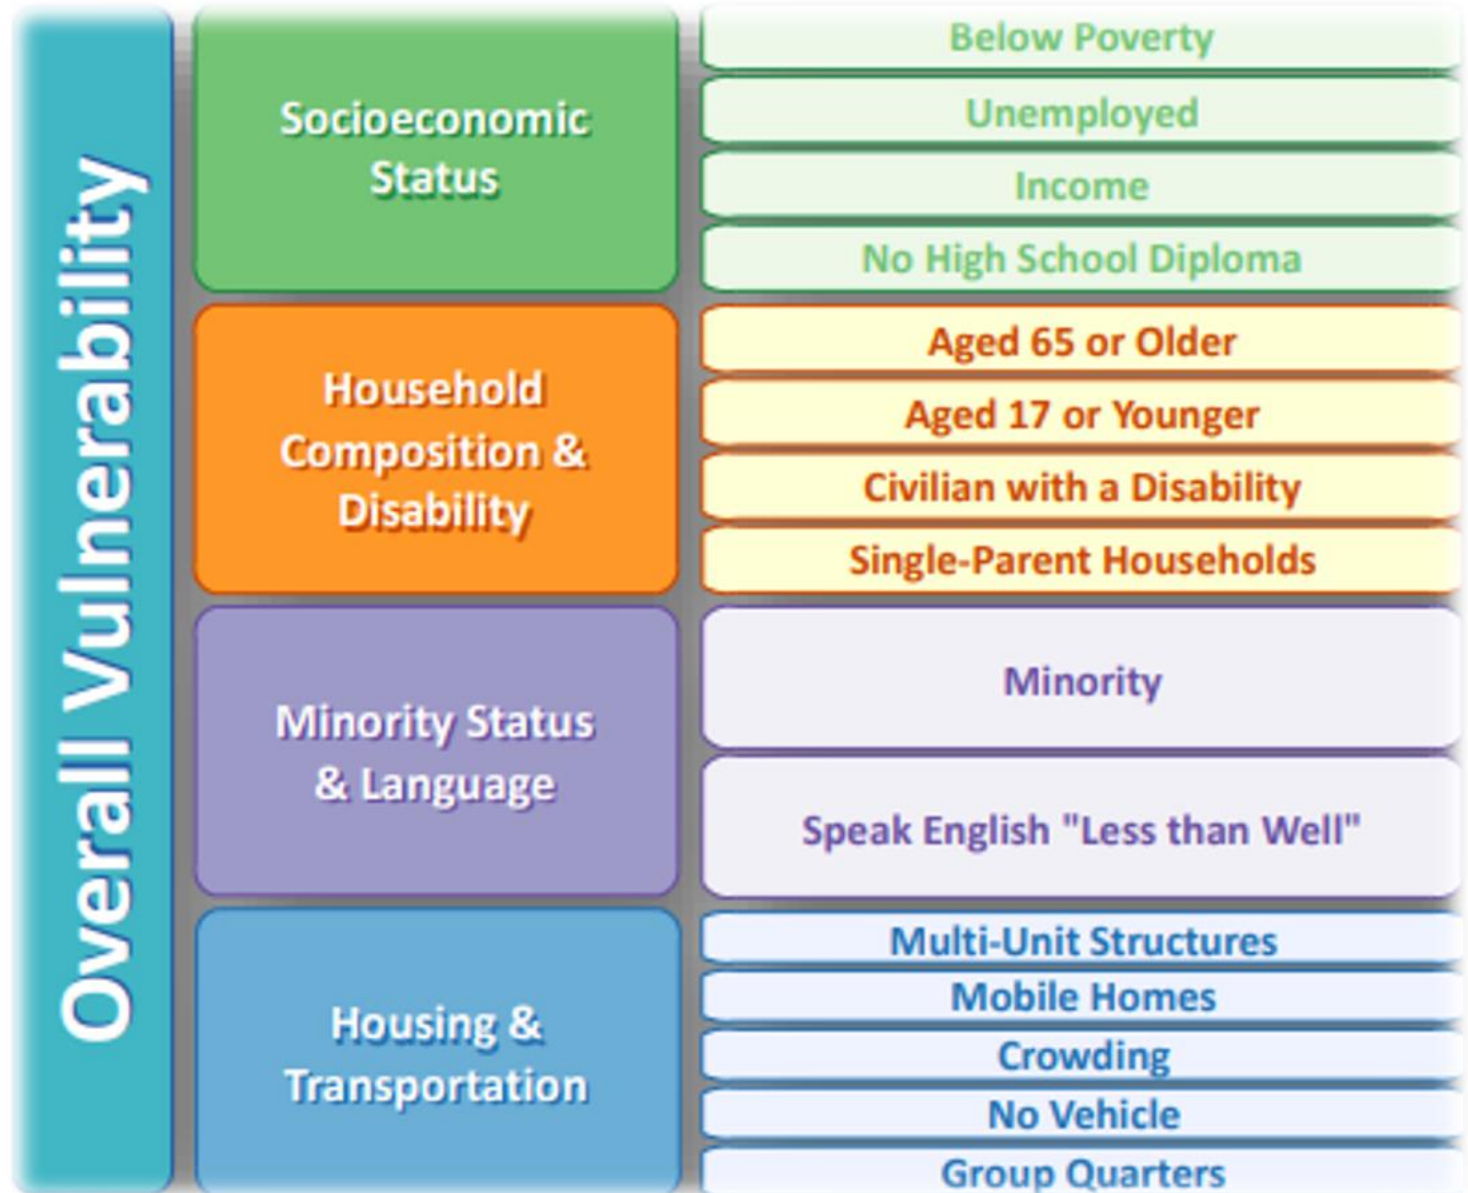 Overall Vulnerability
Socioeconomic
Status
Below Poverty
Unemployed
Income
No High School Diploma
Household
Composition &
Disability
Aged 65 or Older
Aged 17 or Younger
Civilian with a Disability
Single-Parent Households
Minority Status
& Language
Minority
Speak English "Less than Well"
Housing &
Transportation
Multi-Unit Structures
Mobile Homes
Crowding
No Vehicle
Group Quarters